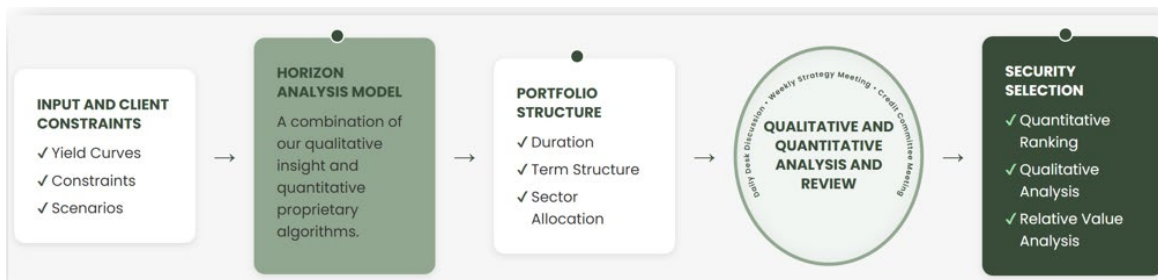 INPUT AND CLIENT
CONSTRAINTS
✓ Yield Curves
✓ Constraints
✓ Scenarios
→
HORIZON
ANALYSIS MODEL
A combination of
our qualitative
insight and
quantitative
proprietary
algorithms.
→
PORTFOLIO
STRUCTURE
✓ Duration
✓ Term Structure
✓ Sector
Allocation
→
Daily Desk Discussion • Weekly Strategy Meeting • Credit Committee Meeting
QUALITATIVE AND
QUANTITATIVE
ANALYSIS AND
REVIEW
→
SECURITY
SELECTION
✓ Quantitative
Ranking
✓ Qualitative
Analysis
✓ Relative Value
Analysis